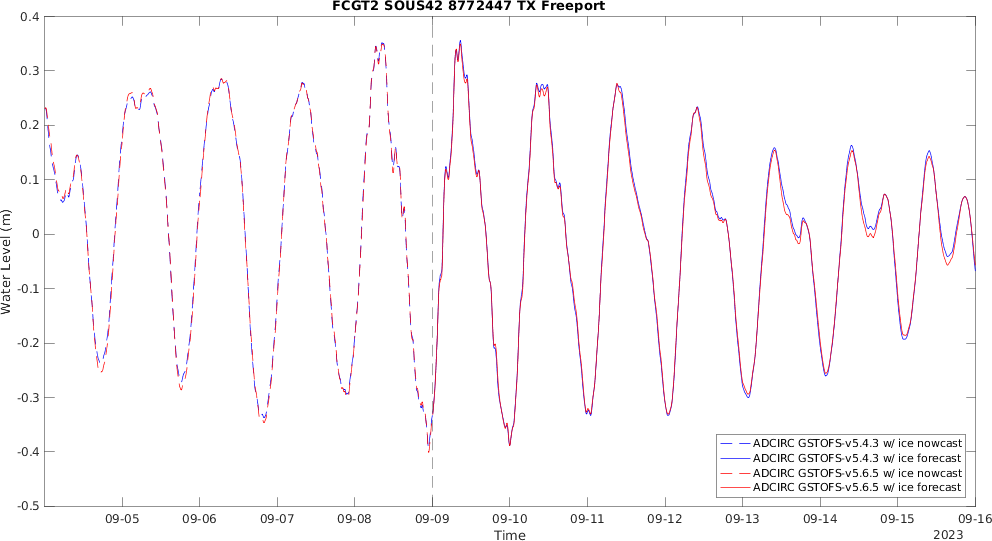 FCGT2 SOUS42 8772447 TX Freeport
0.4
0.3
0.2
0.1
0
-0.1
-0.2
-0.3
-0.4
-0.5
Water Level (m)
ADCIRC GSTOFS-v5.4.3 w/ ice nowcast
ADCIRC GSTOFS-v5.4.3 w/ ice forecast
ADCIRC GSTOFS-v5.6.5 w/ ice nowcast
ADCIRC GSTOFS-v5.6.5 w/ ice forecast
09-05 09-06 09-07 09-08 09-09 09-10 09-11 09-12 09-13 09-14 09-15 09-16
Time
2023